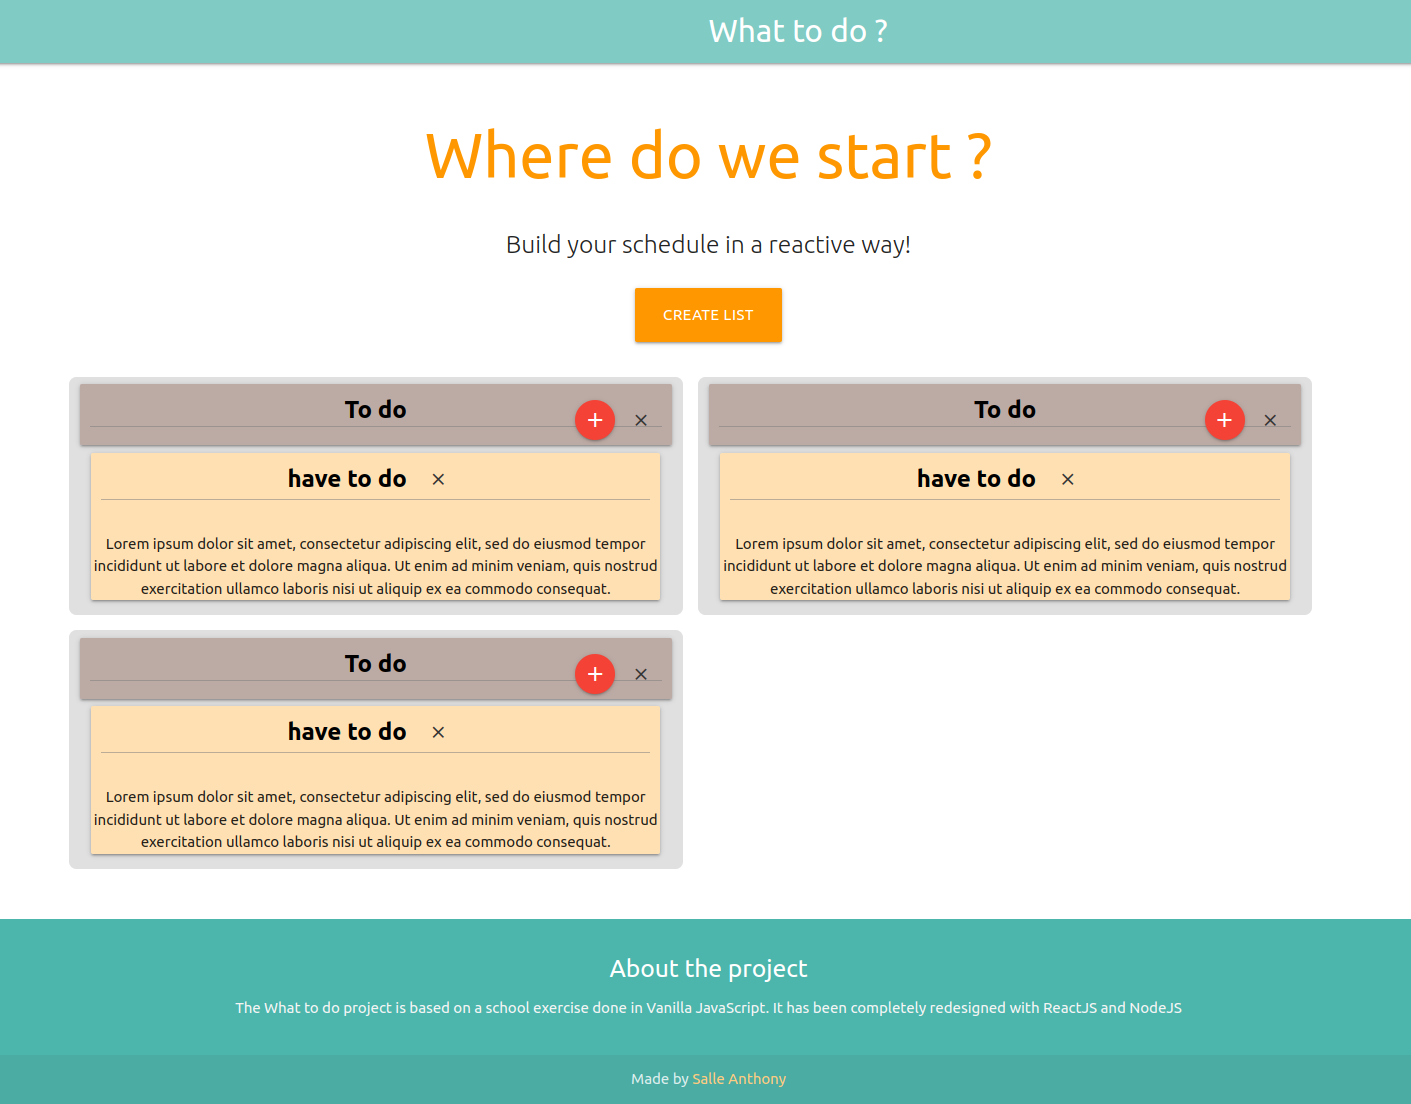 What to do ?
Where do we start ?
Build your schedule in a reactive way!
CREATE LIST
To do
have to do
Lorem ipsum dolor sit amet, consectetur adipiscing elit, sed do eiusmod tempor
incididunt ut labore et dolore magna aliqua. Ut enim ad minim veniam, quis nostrud
exercitation ullamco laboris nisi ut aliquip ex ea commodo consequat.
To do
have to do
Lorem ipsum dolor sit amet, consectetur adipiscing elit, sed do eiusmod tempor
incididunt ut labore et dolore magna aliqua. Ut enim ad minim veniam, quis nostrud
exercitation ullamco laboris nisi ut aliquip ex ea commodo consequat.
To do
have to do
Lorem ipsum dolor sit amet, consectetur adipiscing elit, sed do eiusmod tempor
incididunt ut labore et dolore magna aliqua. Ut enim ad minim veniam, quis nostrud
exercitation ullamco laboris nisi ut aliquip ex ea commodo consequat.
About the project
The What to do project is based on a school exercise done in Vanilla JavaScript. It has been completely redesigned with ReactJS and NodeJS
Made by Salle Anthony